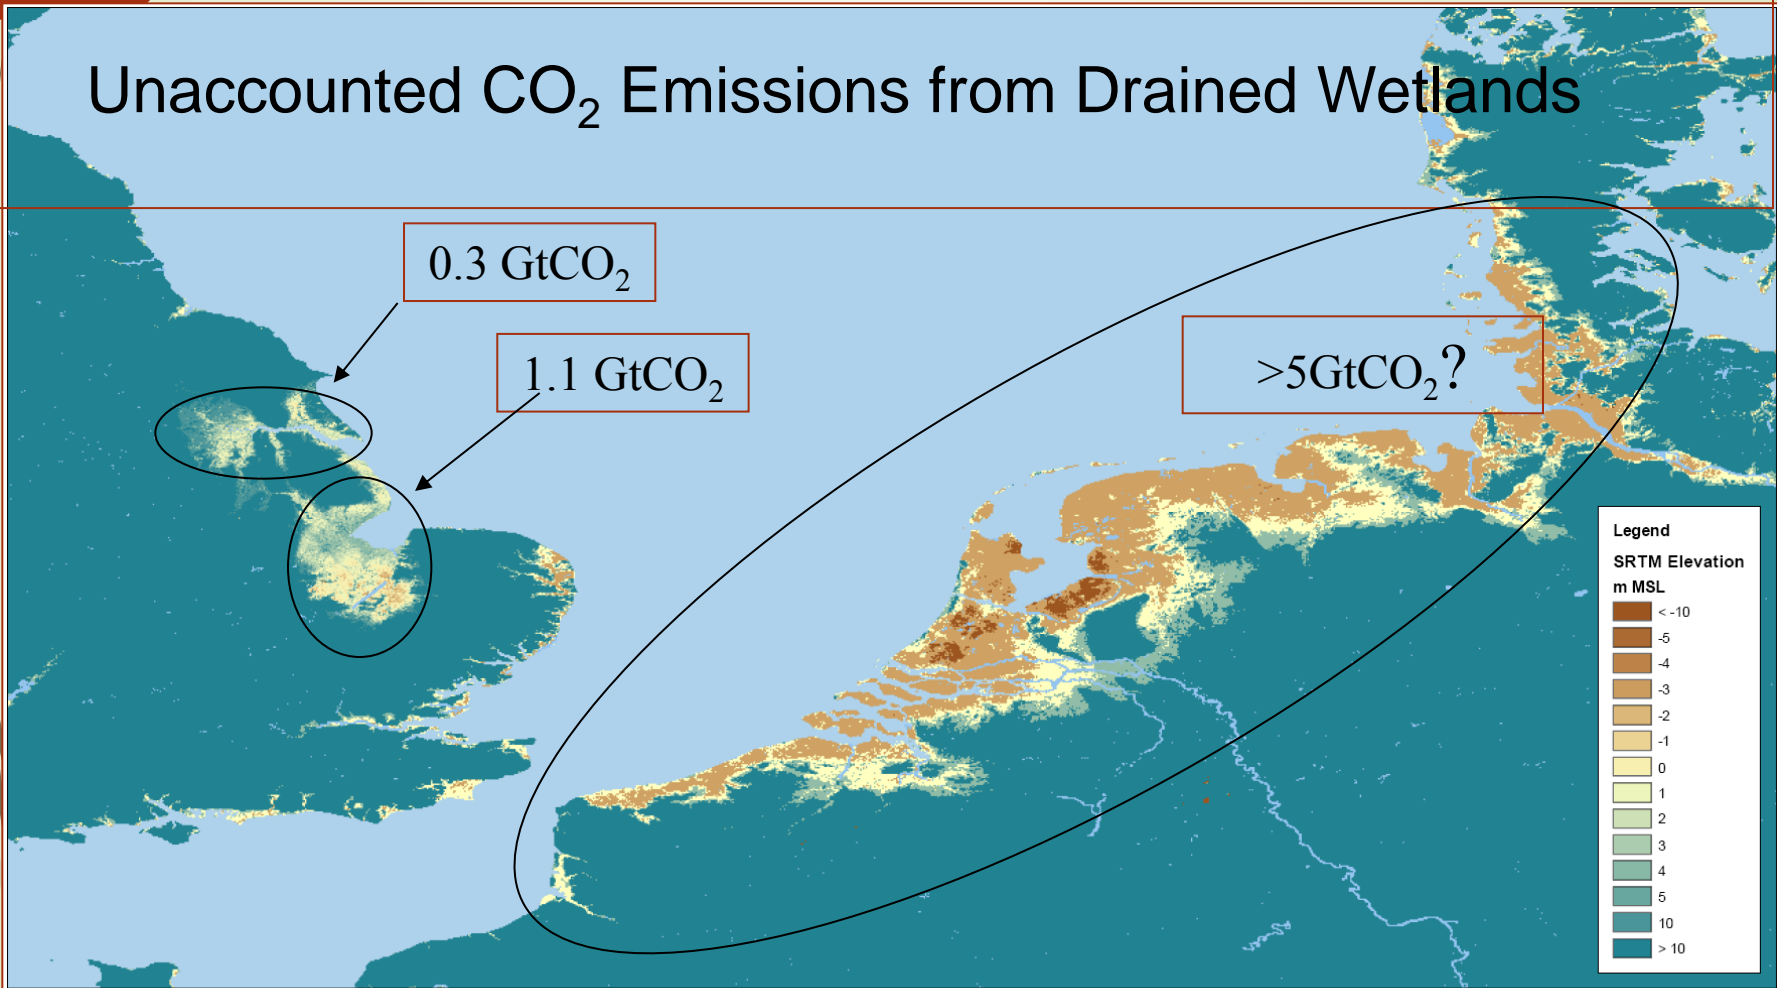 Unaccounted CO₂ Emissions from Drained Wetlands
0.3 GtCO₂
1.1 GtCO₂
>5GtCO₂?
Legend
SRTM Elevation
m MSL
< -10
-5
-4
-3
-2
-1
0
1
2
3
4
5
10
> 10